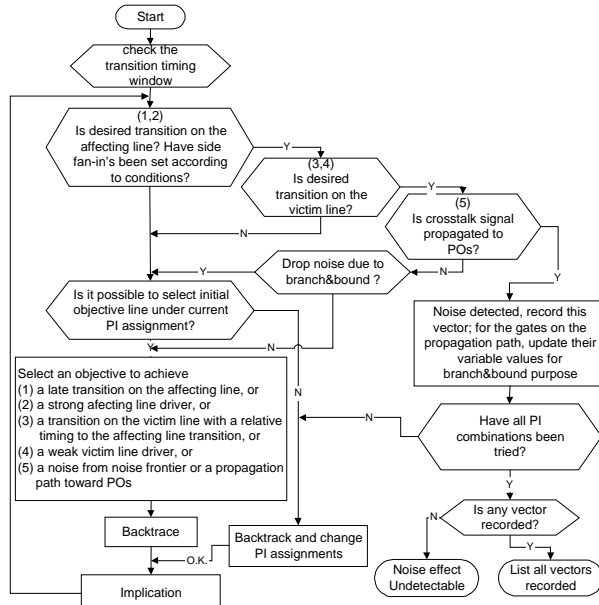 Start
check the
transition timing
window
(1,2)
Is desired transition on the
affecting line? Have side
fan-in's been set according
to conditions?
Y
(3,4)
Is desired
transition on the
victim line?
Y
(5)
Is crosstalk signal
propagated to
POs?
N
Drop noise due to
branch&bound ?
Y
N
Y
Is it possible to select initial
objective line under current
PI assignment?
Noise detected, record this
vector; for the gates on the
propagation path, update their
variable values for
branch&bound purpose
Y
N
N
Select an objective to achieve
(1) a late transition on the affecting line, or
(2) a strong afecting line driver, or
(3) a transition on the victim line with a relative
timing to the affecting line transition, or
(4) a weak victim line driver, or
(5) a noise from noise frontier or a propagation
path toward POs
N
Have all PI
combinations been
tried?
Y
Is any vector
recorded?
N
Y
Backtrace
Backtrack and change
PI assignments
O.K.
Noise effect
Undetectable
List all vectors
recorded
Implication